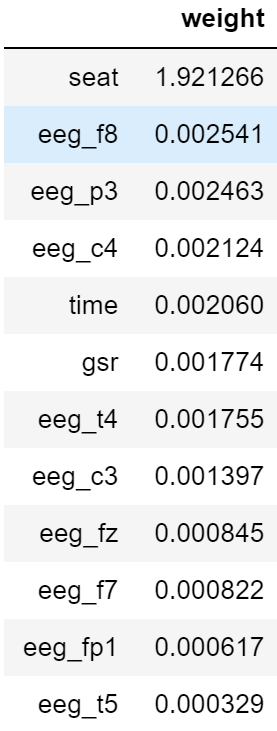 weight
seat 1.921266
eeg_f8 0.002541
eeg_p3 0.002463
eeg_c4 0.002124
time 0.002060
gsr 0.001774
eeg_t4 0.001755
eeg_c3 0.001397
eeg_fz 0.000845
eeg_f7 0.000822
eeg_fp1 0.000617
eeg_t5 0.000329